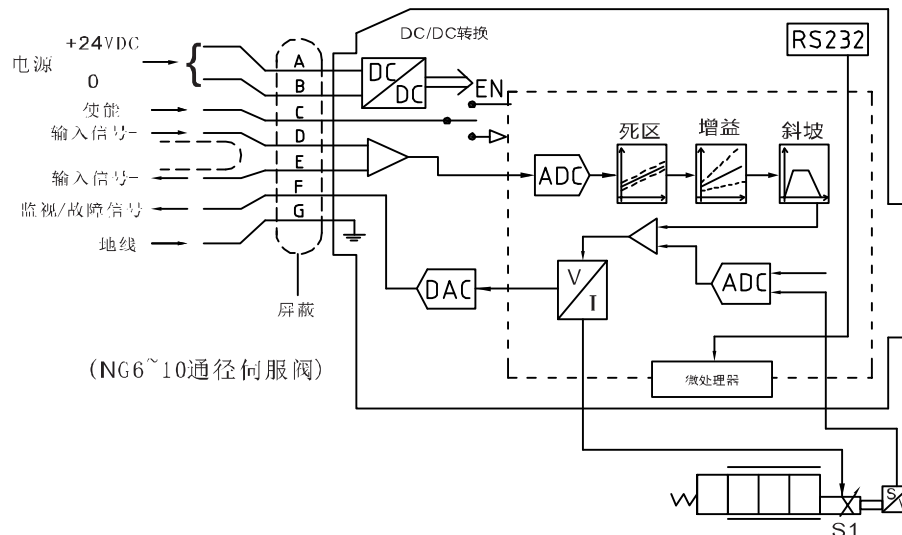 DC/DC转换
RS232
+24VDC
电源
0
A
B
C
D
E
F
G
DC
DC
EN
使能
输入信号-
输入信号-
监视/故障信号
地线
屏蔽
死区
增益
斜坡
ADC
V
I
ADC
DAC
微处理器
(NG6~10通径伺服阀)
S
S1